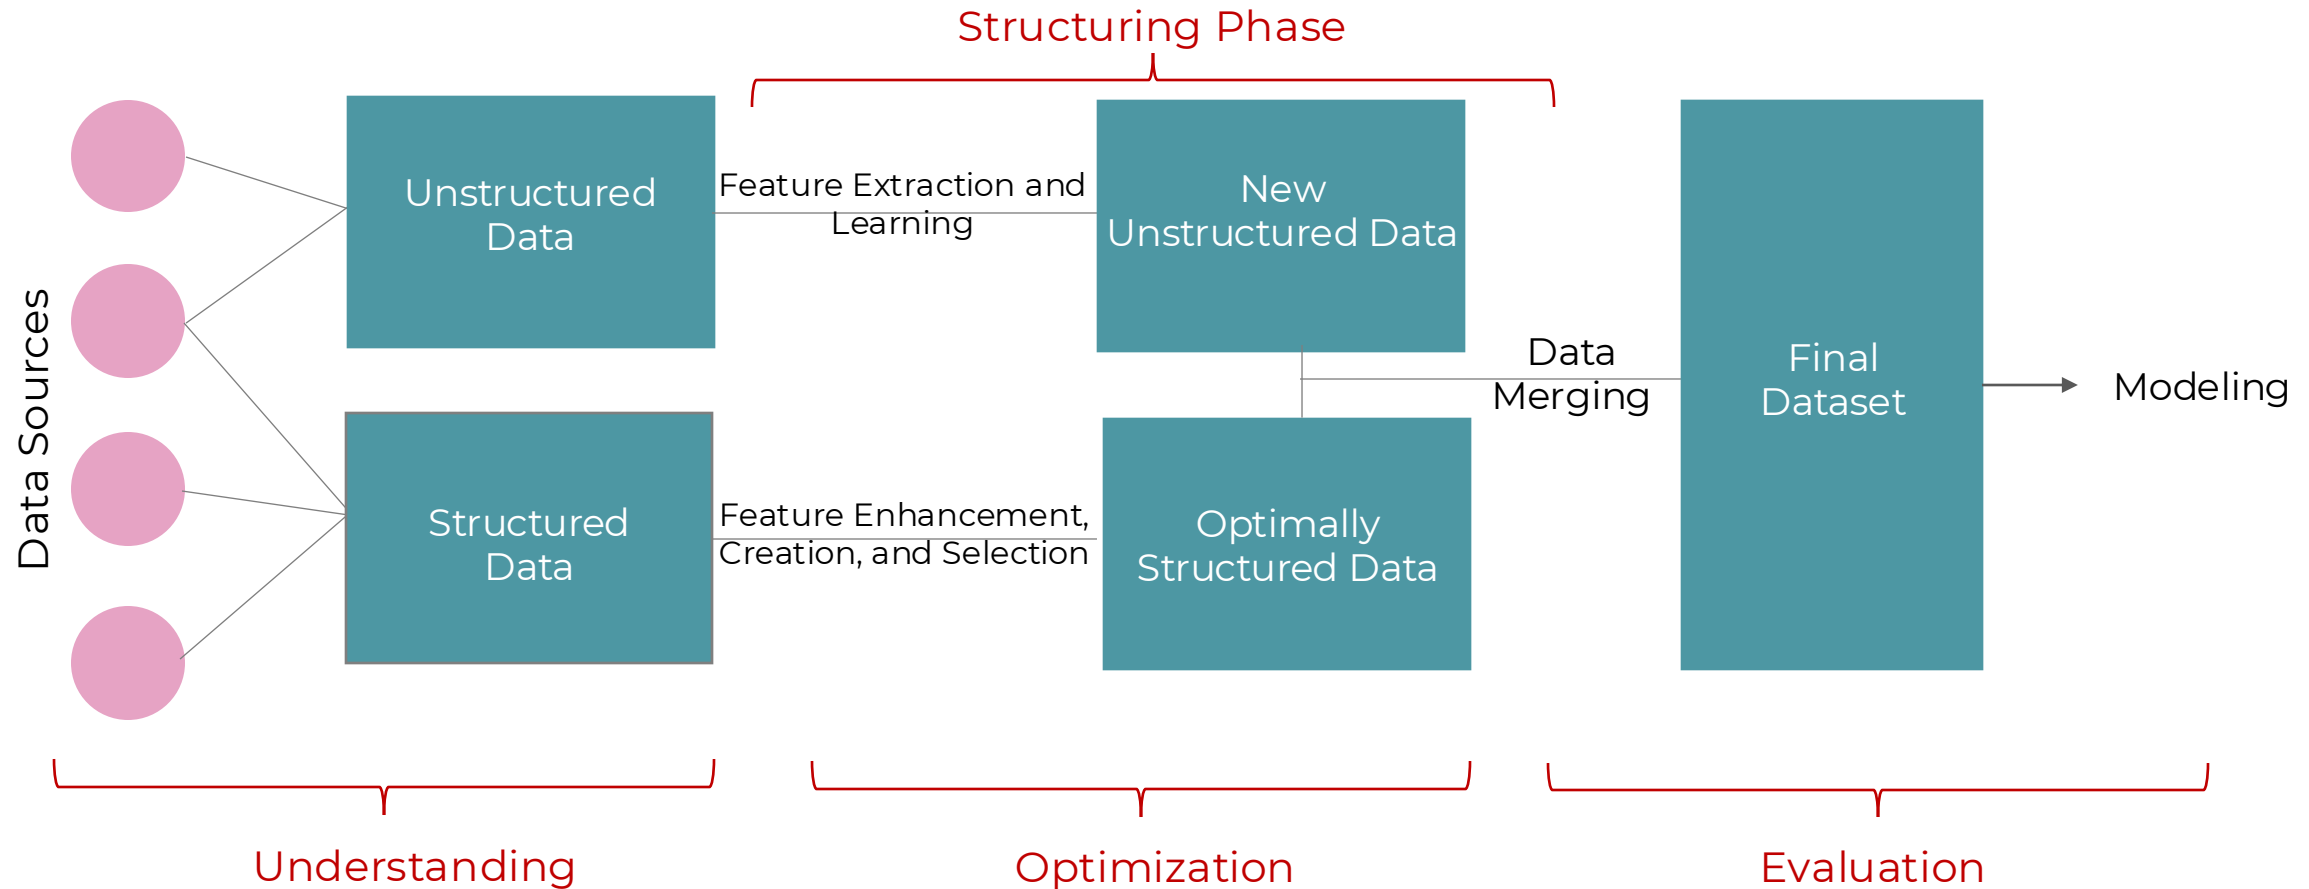 Structuring Phase
Data Sources
Unstructured
Data
Feature Extraction and
Learning
New
Unstructured Data
Structured
Data
Feature Enhancement,
Creation, and Selection
Optimally
Structured Data
Data
Merging
Final
Dataset
Modeling
Understanding
Optimization
Evaluation